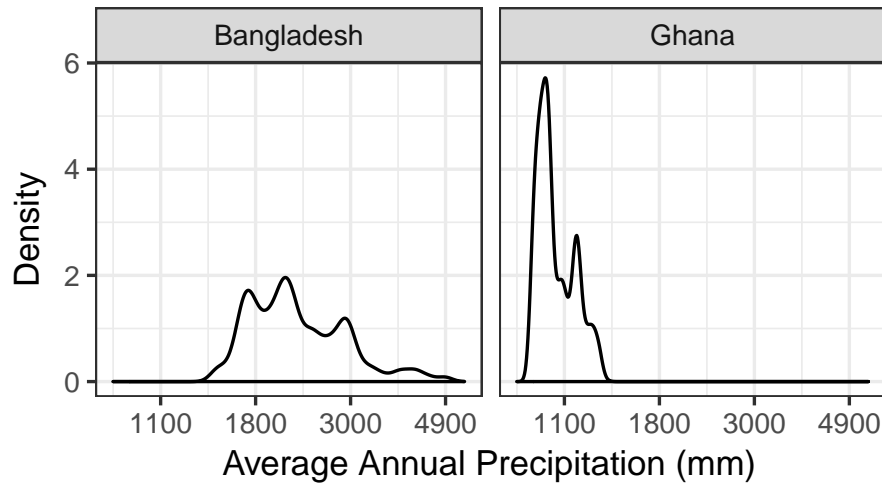 Bangladesh Ghana
6
4
2
0
Density
1100 1800 3000 4900 1100 1800 3000 4900
Average Annual Precipitation (mm)